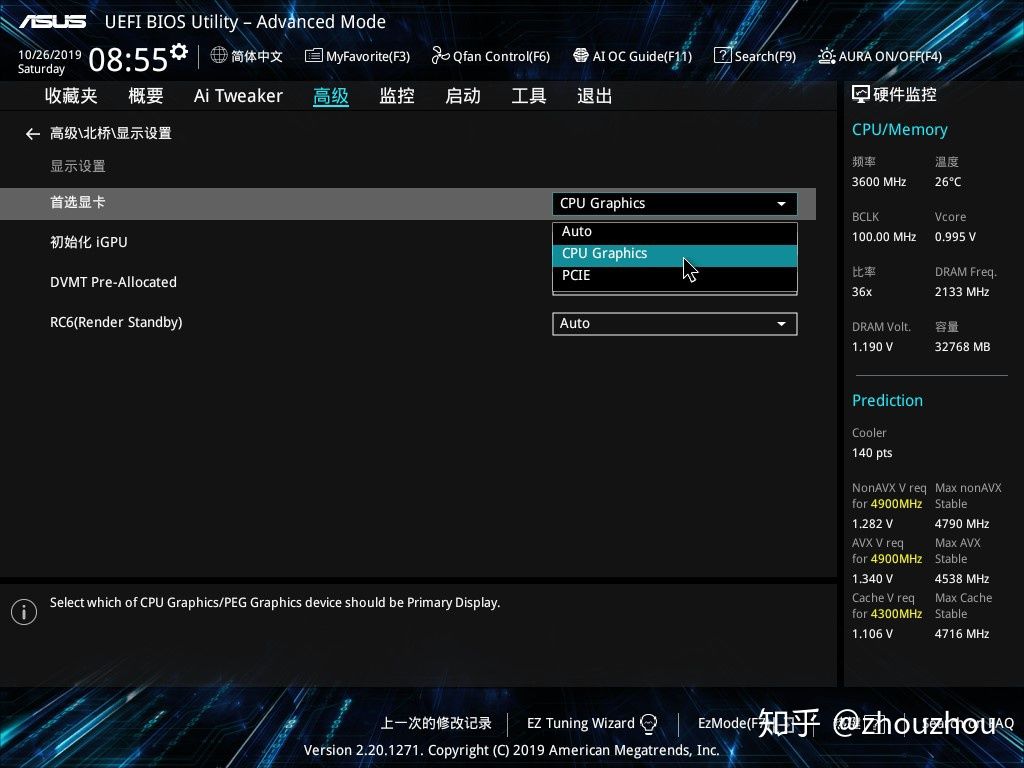 ASUS UEFI BIOS Utility – Advanced Mode
10/26/2019
Saturday
08:55
简体中文
MyFavorite(F3)
Qfan Control(F6)
AI OC Guide(F11)
Search(F9)
AURA ON/OFF(F4)
收藏夹 概要 Ai Tweaker 高级 监控 启动 工具 退出
高级\北桥\显示设置
显示设置
首选显卡 CPU Graphics
Auto
初始化 iGPU
CPU Graphics
PCIE
DVMT Pre-Allocated
RC6(Render Standby) Auto
Select which of CPU Graphics/PEG Graphics device should be Primary Display.
硬件监控
CPU/Memory
频率 温度
3600 MHz 26°C
BCLK Vcore
100.00 MHz 0.995 V
比率 DRAM Freq.
36x 2133 MHz
DRAM Volt. 容量
1.190 V 32768 MB
Prediction
Cooler
140 pts
NonAVX V req Max nonAVX
for 4900MHz Stable
1.282 V 4790 MHz
AVX V req Max AVX
for 4900MHz Stable
1.340 V 4538 MHz
Cache V req Max Cache
for 4300MHz Stable
1.106 V 4716 MHz
上一次的修改记录 EZ Tuning Wizard EzMode(F Search on FAQ
知乎 @zhouzhou
Version 2.20.1271. Copyright (C) 2019 American Megatrends, Inc.